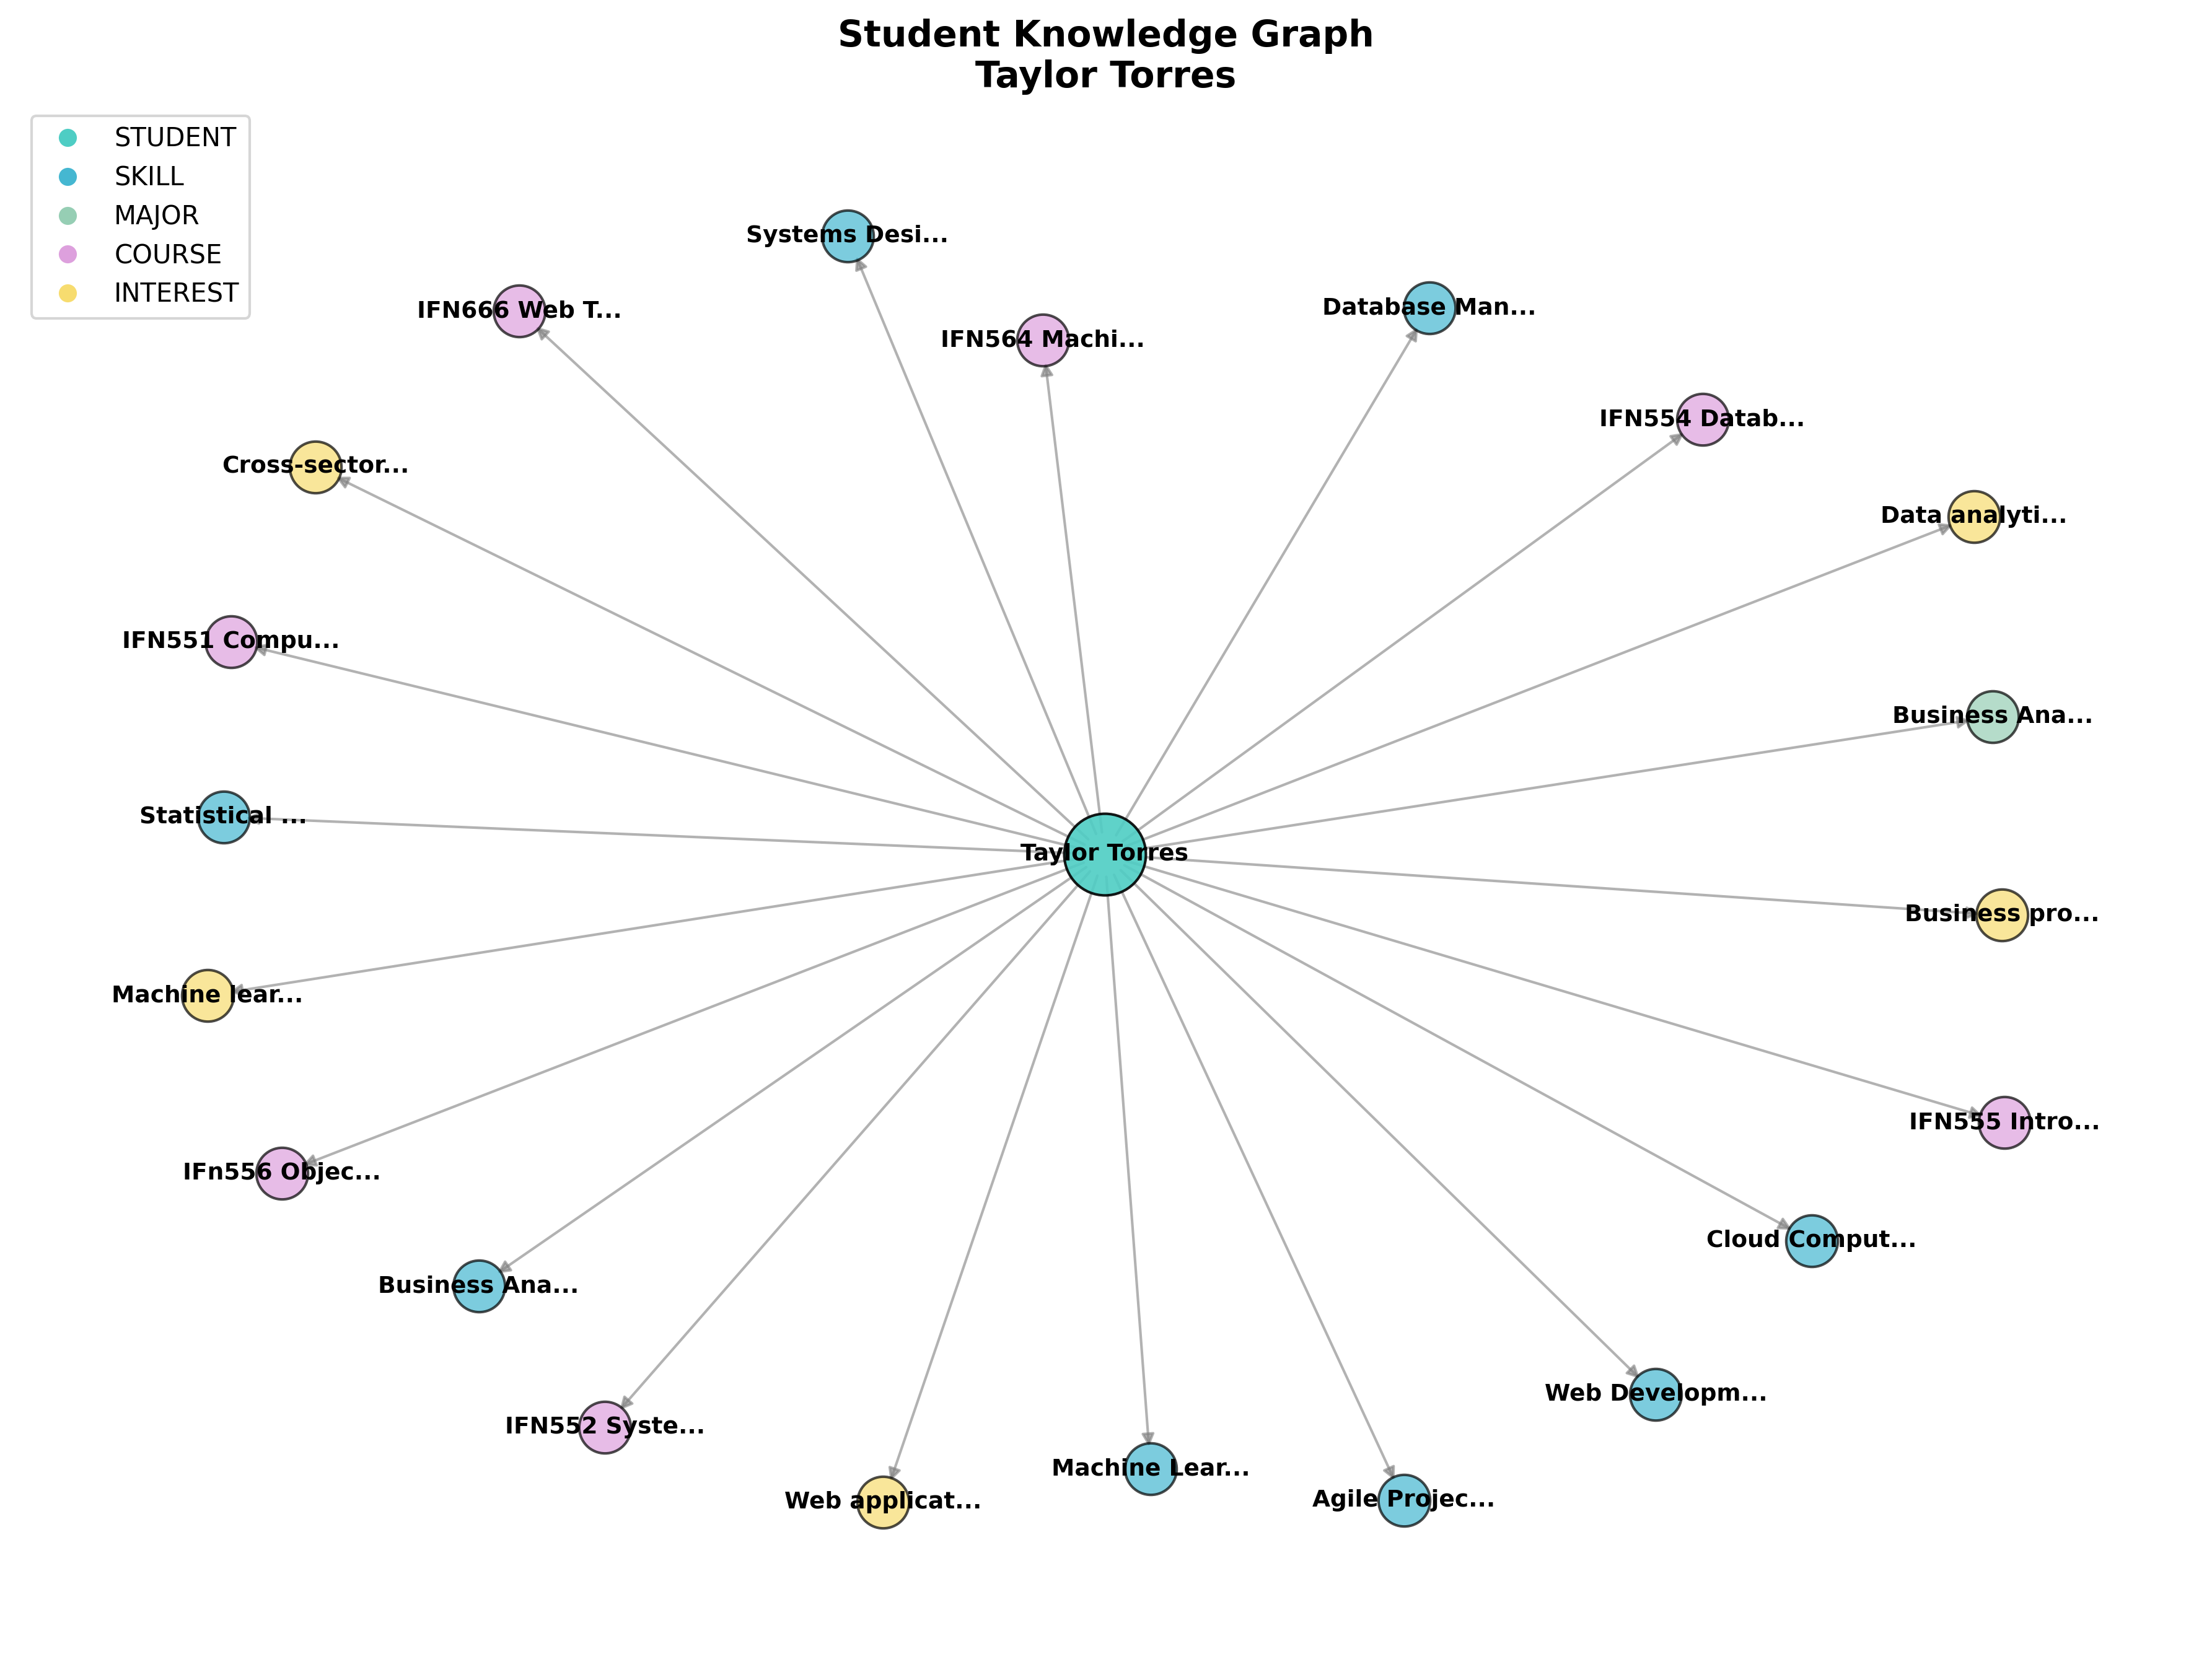 Student Knowledge Graph
Taylor Torres
STUDENT
SKILL
MAJOR
COURSE
INTEREST
Systems Desi...
IFN666 Web T...
IFN564 Machi...
Database Man...
IFN554 Datab...
Cross-sector...
Data analyti...
IFN551 Compu...
Business Ana...
Statistical ...
Taylor Torres
Business pro...
Machine lear...
IFN555 Intro...
IFn556 Objec...
Cloud Comput...
Business Ana...
Web Developm...
IFN552 Syste...
Machine Lear...
Web applicat...
Agile Projec...